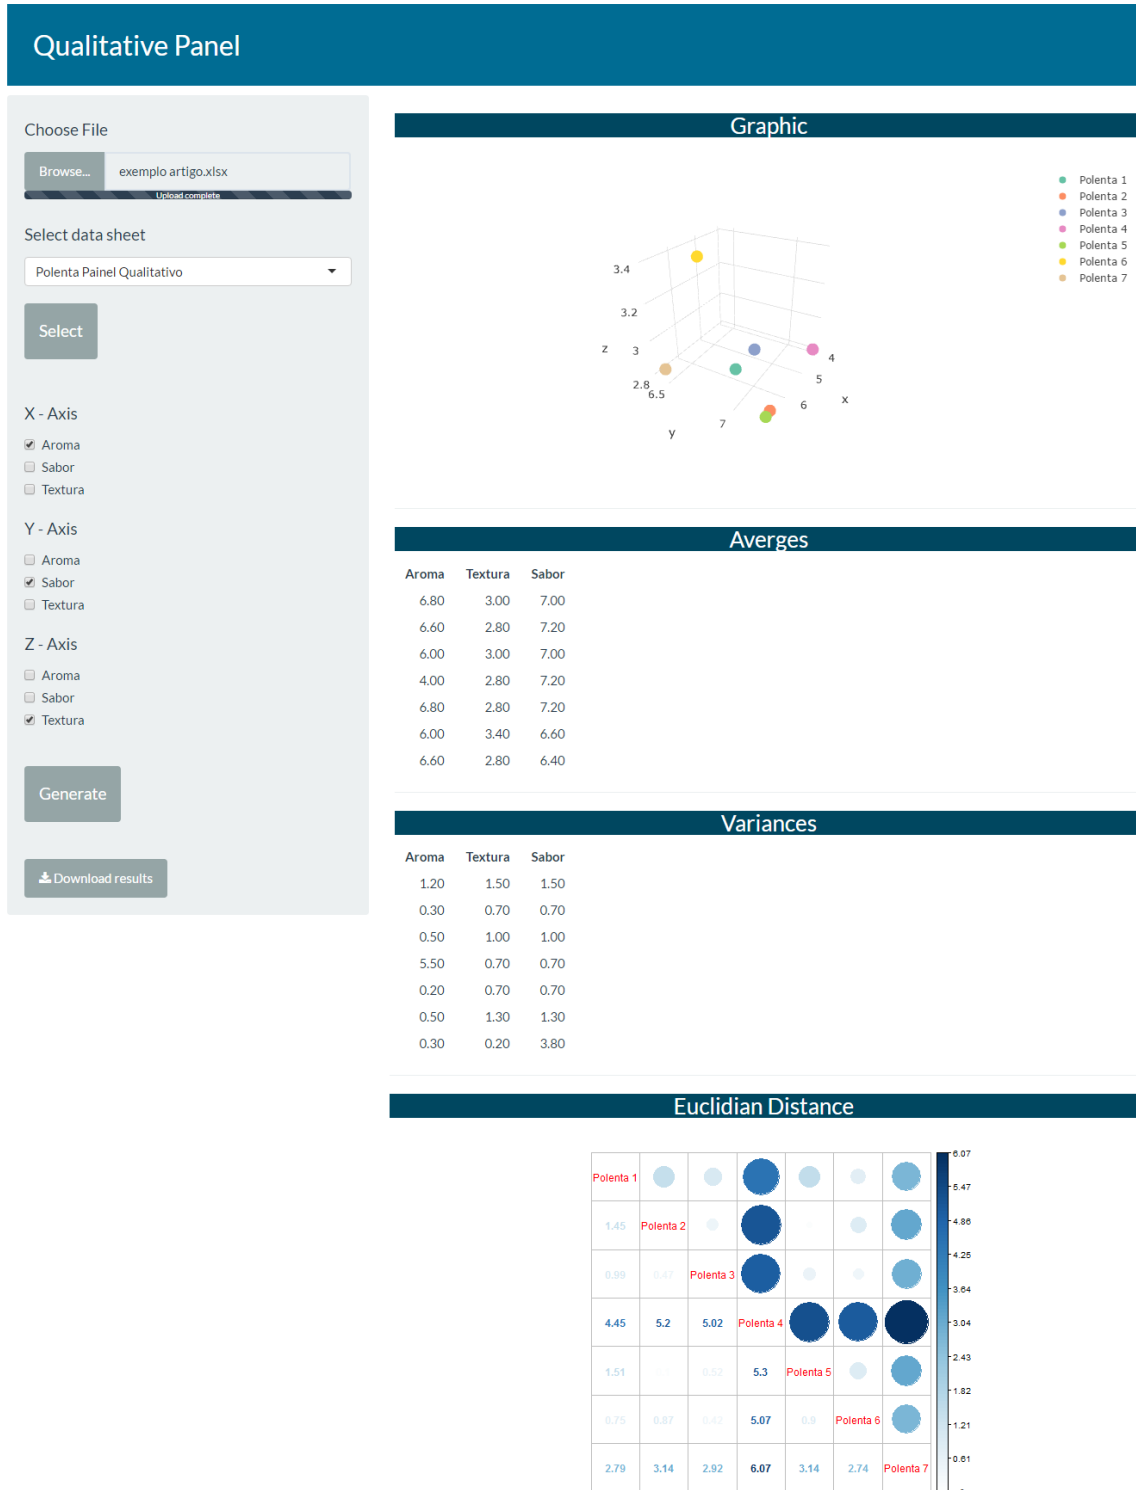 Qualitative Panel
Choose File
Browse... exemplo artigo.xlsx
Upload complete
Select data sheet
Polenta Painel Qualitativo
Select
X - Axis
Aroma
Sabor
Textura
Y - Axis
Aroma
Sabor
Textura
Z - Axis
Aroma
Sabor
Textura
Generate
Download results
Graphic
Polenta 1
Polenta 2
Polenta 3
Polenta 4
Polenta 5
Polenta 6
Polenta 7
3.4
3.2
z 3
2.8
6.5
4
5
6 x
7
y
Averges
Aroma Textura Sabor
6.80 3.00 7.00
6.60 2.80 7.20
6.00 3.00 7.00
4.00 2.80 7.20
6.80 2.80 7.20
6.00 3.40 6.60
6.60 2.80 6.40
Variances
Aroma Textura Sabor
1.20 1.50 1.50
0.30 0.70 0.70
0.50 1.00 1.00
5.50 0.70 0.70
0.20 0.70 0.70
0.50 1.30 1.30
0.30 0.20 3.80
Euclidian Distance
Polenta 1
1.45 Polenta 2
0.99 0.47 Polenta 3
4.45 5.2 5.02 Polenta 4
1.51 0.52 5.3 Polenta 5
0.75 0.87 0.43 5.07 0.9 Polenta 6
2.79 3.14 2.92 6.07 3.14 2.74 Polenta 7
6.07
5.47
4.86
4.25
3.64
3.04
2.43
1.82
1.21
0.61